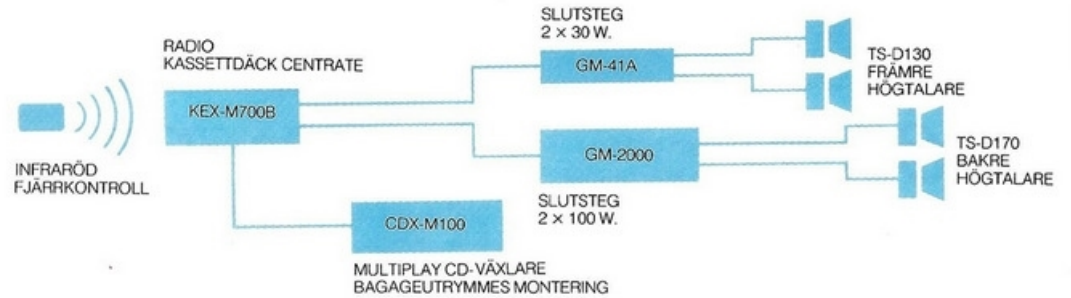 SLUTSTEG
2 × 30 W.
RADIO
KASSETTDÄCK CENTRATE
GM-41A
TS-D130
FRÄMRE
HÖGTALARE
KEX-M700B
INFRARÖD
FJÄRRKONTROLL
GM-2000
TS-D170
BAKRE
HÖGTALARE
SLUTSTEG
2 × 100 W.
CDX-M100
MULTIPLAY CD-VÄXLARE
BAGAGEUTRYMMES MONTERING